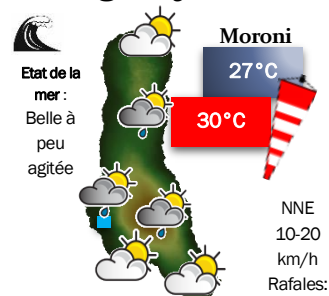 Moroni
27°C
30°C
Etat de la
mer :
Belle à
peu
agitée
NNE
10-20
km/h
Rafales: